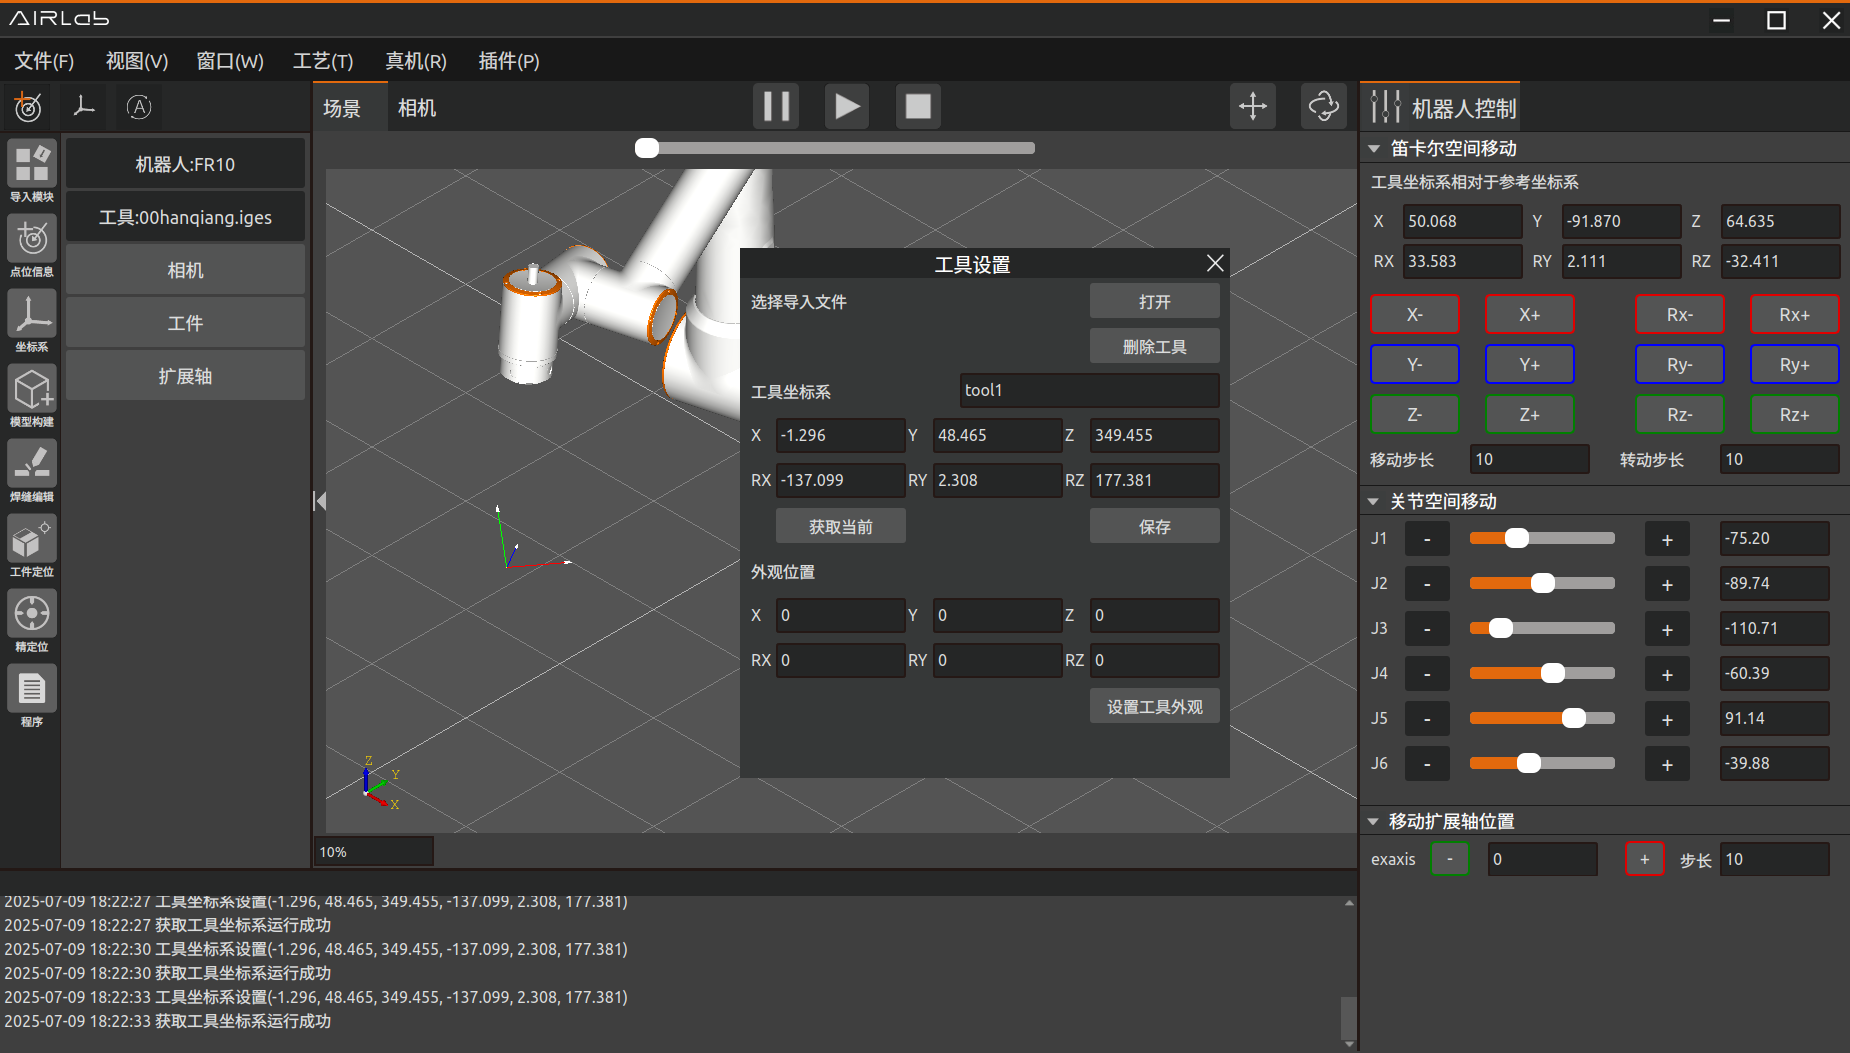 AIRLab
文件(F) 视图(V) 窗口(W) 工艺(T) 真机(R) 插件(P)
A
导入模块
点位信息
坐标系
模型构建
焊缝编辑
工件定位
精定位
程序
机器人:FR10
工具:00hanqiang.iges
相机
工件
扩展轴
场景 相机
Z
Y
X
10%
工具设置
选择导入文件 打开
删除工具
工具坐标系 tool1
X -1.296 Y 48.465 Z 349.455
RX -137.099 RY 2.308 RZ 177.381
获取当前 保存
外观位置
X 0 Y 0 Z 0
RX 0 RY 0 RZ 0
设置工具外观
机器人控制
笛卡尔空间移动
工具坐标系相对于参考坐标系
X 50.068 Y -91.870 Z 64.635
RX 33.583 RY 2.111 RZ -32.411
X- X+ Rx- Rx+
Y- Y+ Ry- Ry+
Z- Z+ Rz- Rz+
移动步长 10 转动步长 10
关节空间移动
J1 - + -75.20
J2 - + -89.74
J3 - + -110.71
J4 - + -60.39
J5 - + 91.14
J6 - + -39.88
移动扩展轴位置
exaxis - 0 + 步长 10
2025-07-09 18:22:27 工具坐标系设置(-1.296, 48.465, 349.455, -137.099, 2.308, 177.381)
2025-07-09 18:22:27 获取工具坐标系运行成功
2025-07-09 18:22:30 工具坐标系设置(-1.296, 48.465, 349.455, -137.099, 2.308, 177.381)
2025-07-09 18:22:30 获取工具坐标系运行成功
2025-07-09 18:22:33 工具坐标系设置(-1.296, 48.465, 349.455, -137.099, 2.308, 177.381)
2025-07-09 18:22:33 获取工具坐标系运行成功